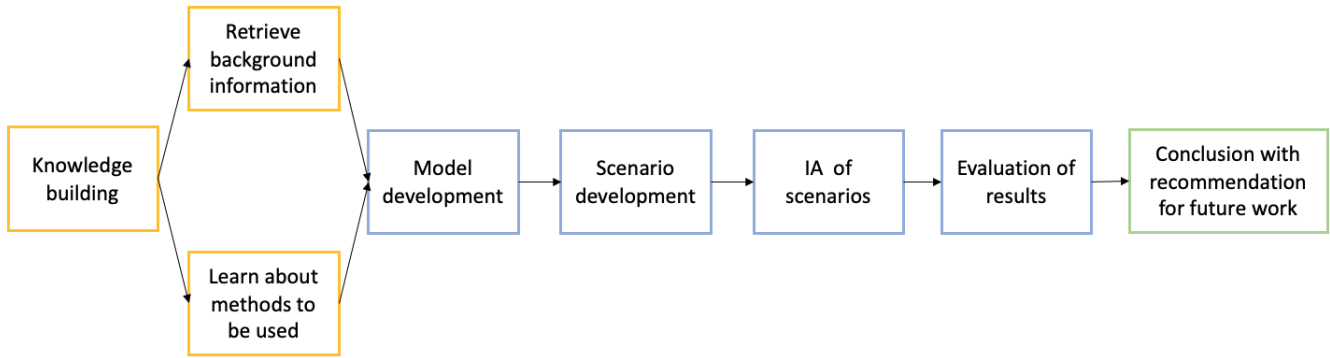 Knowledge
building
Retrieve
background
information
Learn about
methods to
be used
Model
development
Scenario
development
IA of
scenarios
Evaluation of
results
Conclusion with
recommendation
for future work